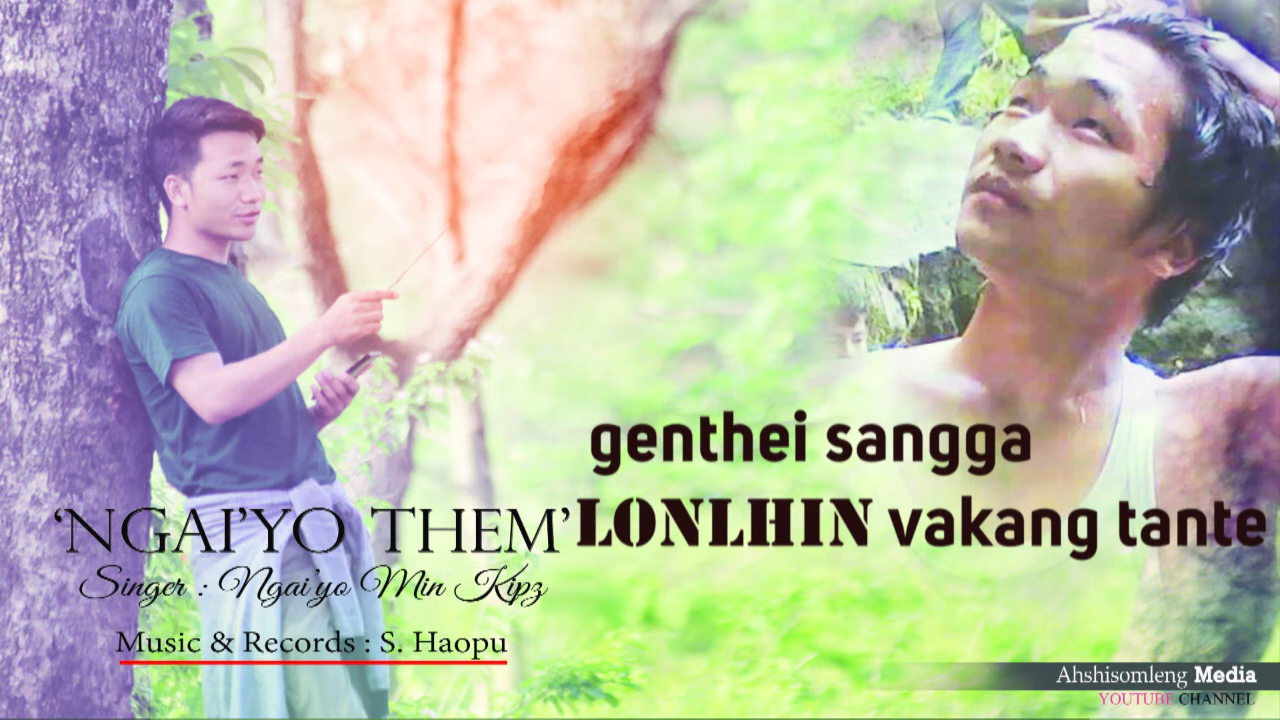 genthei sangga
'NGAI'YO THEM' LONLHIN vakang tante
Singer : Ngai'yo Min Kipz
Music & Records : S. Haopu
Ahshisomleng Media
YOUTUBE CHANNEL